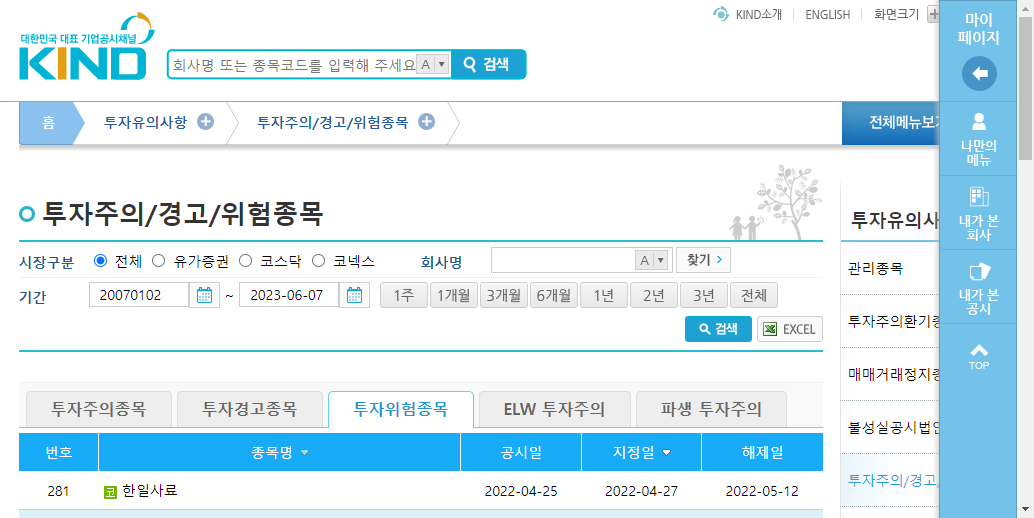 KIND소개 ENGLISH 화면크기
마이
페이지
대한민국 대표 기업공시채널
KIND
회사명 또는 종목코드를 입력해 주세요 A 검색
홈 투자유의사항 투자주의/경고/위험종목 전체메뉴보기
나만의
메뉴
투자주의/경고/위험종목
투자유의사
내가 본
회사
시장구분 전체 유가증권 코스닥 코넥스 회사명 A 찾기
관리종목
기간 20070102 ~ 2023-06-07 1주 1개월 3개월 6개월 1년 2년 3년 전체
내가 본
공시
투자주의환기종
검색 EXCEL
TOP
매매거래정지종
투자주의종목 투자경고종목 투자위험종목 ELW 투자주의 파생 투자주의
불성실공시법인
번호 종목명 공시일 지정일 해제일
투자주의/경고/
281 코 한일사료 2022-04-25 2022-04-27 2022-05-12